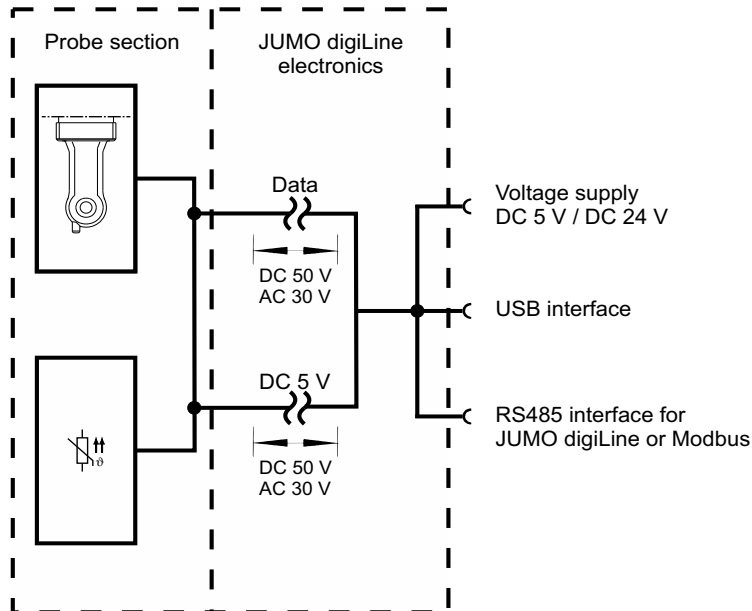 Probe section
JUMO digiLine
electronics
Data
DC 50 V
AC 30 V
DC 5 V
DC 50 V
AC 30 V
ϑ
Voltage supply
DC 5 V / DC 24 V
USB interface
RS485 interface for
JUMO digiLine or Modbus